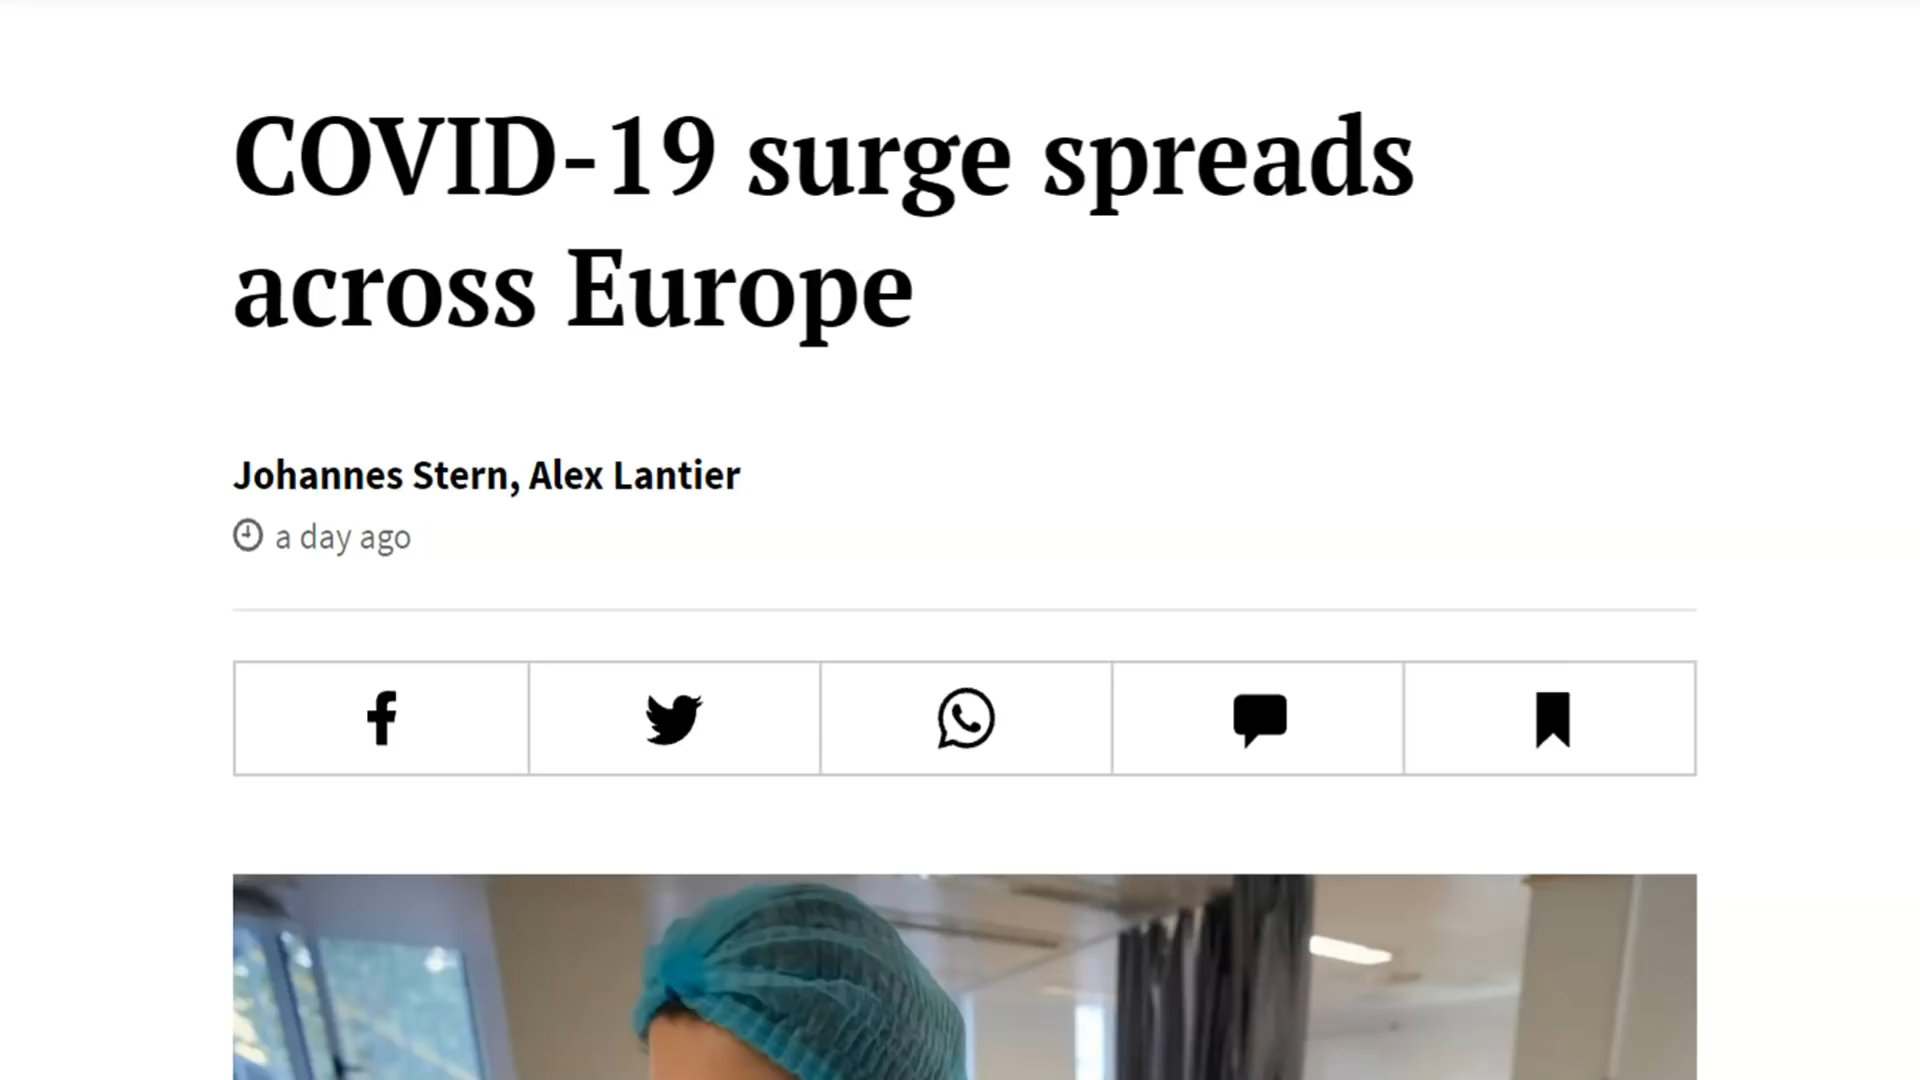 COVID-19 surge spreads
across Europe
Johannes Stern, Alex Lantier
a day ago